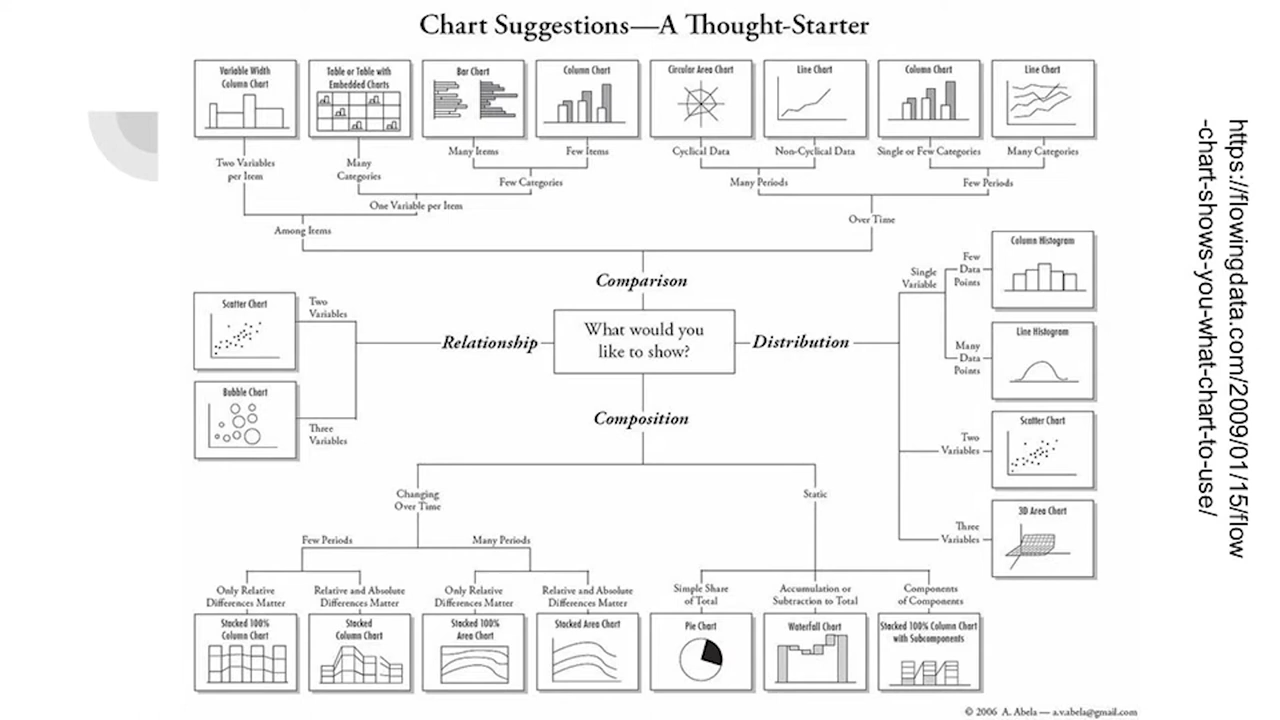 Chart Suggestions—A Thought-Starter
Variable Width
Column Chart
Table or Table with
Embedded Charts
Bar Chart
Column Chart
Circular Area Chart
Line Chart
Column Chart
Line Chart
Two Variables
per Item
Many
Categories
Many Items
Few Items
Cyclical Data
Non-Cyclical Data
Single or Few Categories
Many Categories
Few Categories
Many Periods
Few Periods
One Variable per Item
Over Time
Among Items
Comparison
What would you
like to show?
Relationship
Distribution
Composition
Scatter Chart
Two
Variables
Bubble Chart
Three
Variables
Single
Variable
Few
Data
Points
Column Histogram
Many
Data
Points
Line Histogram
Two
Variables
Scatter Chart
Three
Variables
3D Area Chart
Changing
Over Time
Static
Few Periods
Many Periods
Only Relative
Differences Matter
Relative and Absolute
Differences Matter
Only Relative
Differences Matter
Relative and Absolute
Differences Matter
Simple Share
of Total
Accumulation or
Subtraction to Total
Components
of Components
Stacked 100%
Column Chart
Stacked
Column Chart
Stacked 100%
Area Chart
Stacked Area Chart
Pie Chart
Waterfall Chart
Stacked 100% Column Chart
with Subcomponents
© 2006 A. Abela — a.v.abela@gmail.com
https://flowingdata.com/2009/01/15/flow
-chart-shows-you-what-chart-to-use/